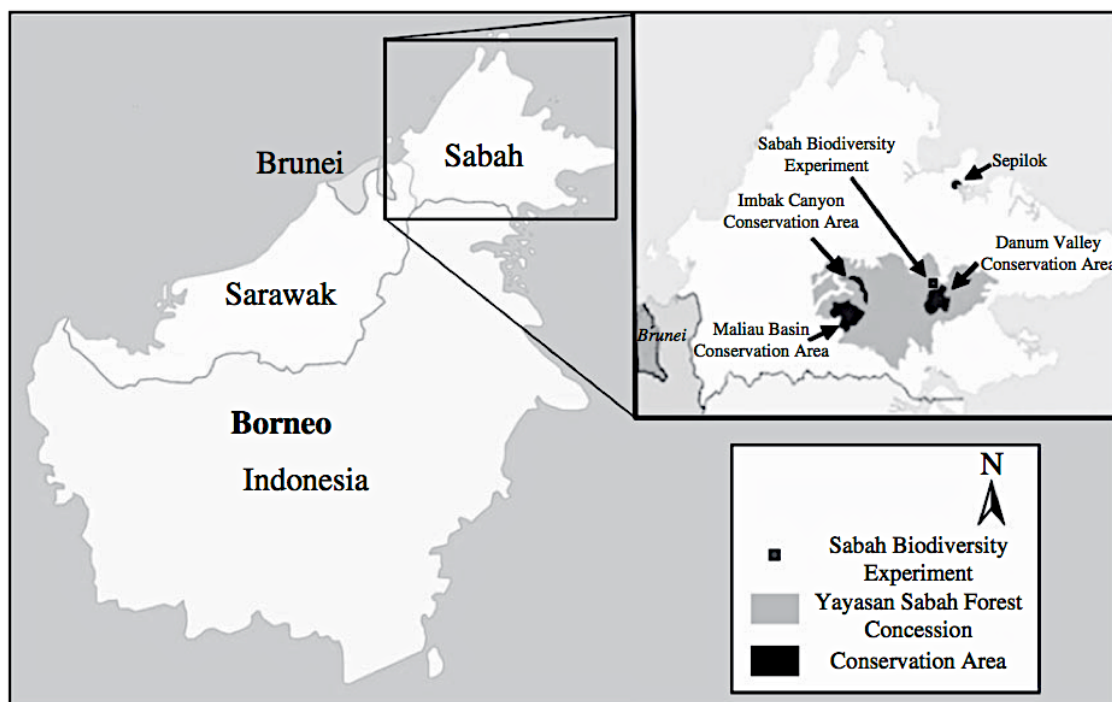 Brunei
Sabah
Sarawak
Borneo
Indonesia
Sabah Biodiversity
Experiment
Sepilok
Imbak Canyon
Conservation Area
Danum Valley
Conservation Area
Maliau Basin
Conservation Area
Brunei
N
Sabah Biodiversity
Experiment
Yayasan Sabah Forest
Concession
Conservation Area